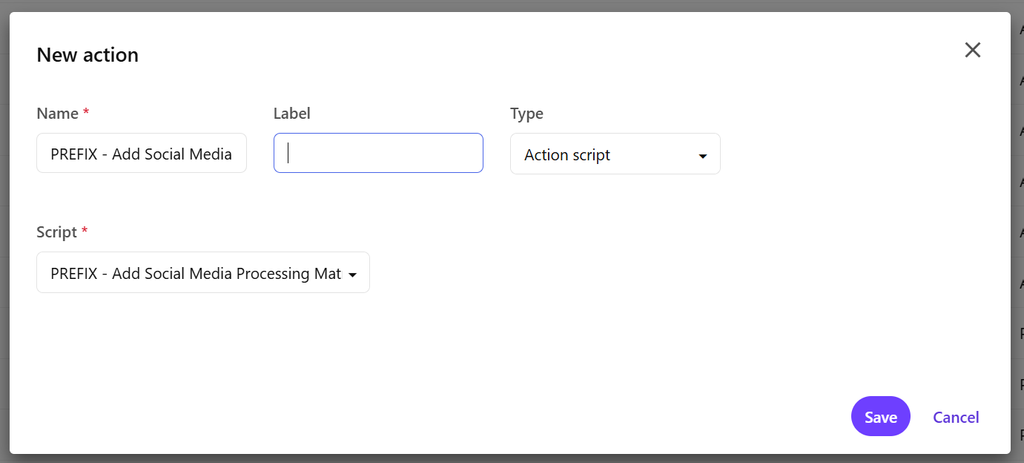 New action
Name *
Label
Type
PREFIX - Add Social Media
Action script
Script *
PREFIX - Add Social Media Processing Mat
Save
Cancel